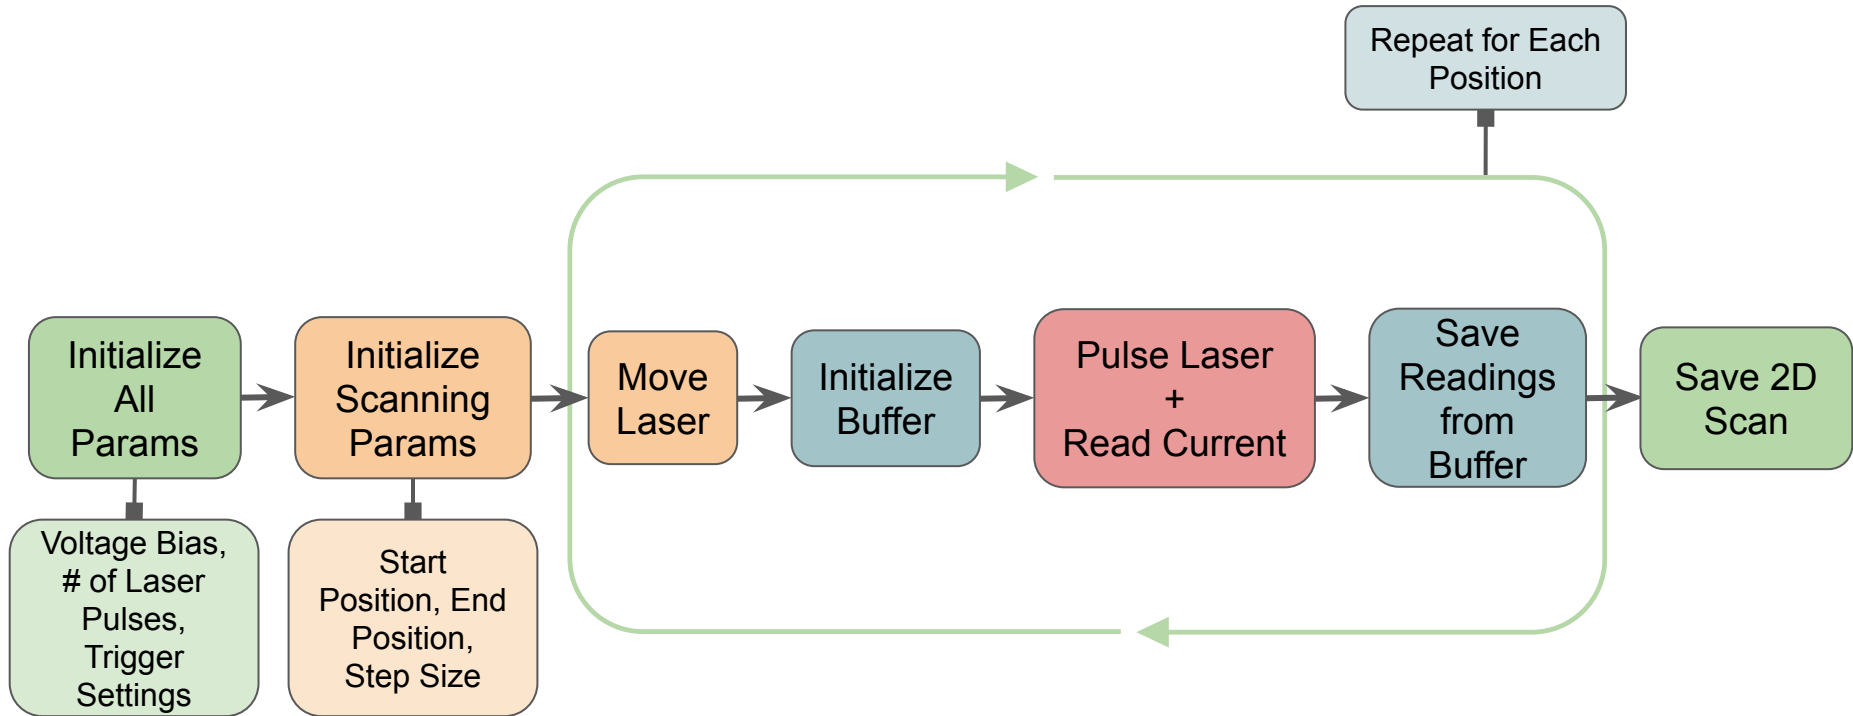 Repeat for Each
Position
Initialize
All
Params
Initialize
Scanning
Params
Move
Laser
Initialize
Buffer
Pulse Laser
+
Read Current
Save
Readings
from
Buffer
Save 2D
Scan
Voltage Bias,
# of Laser
Pulses,
Trigger
Settings
Start
Position, End
Position,
Step Size